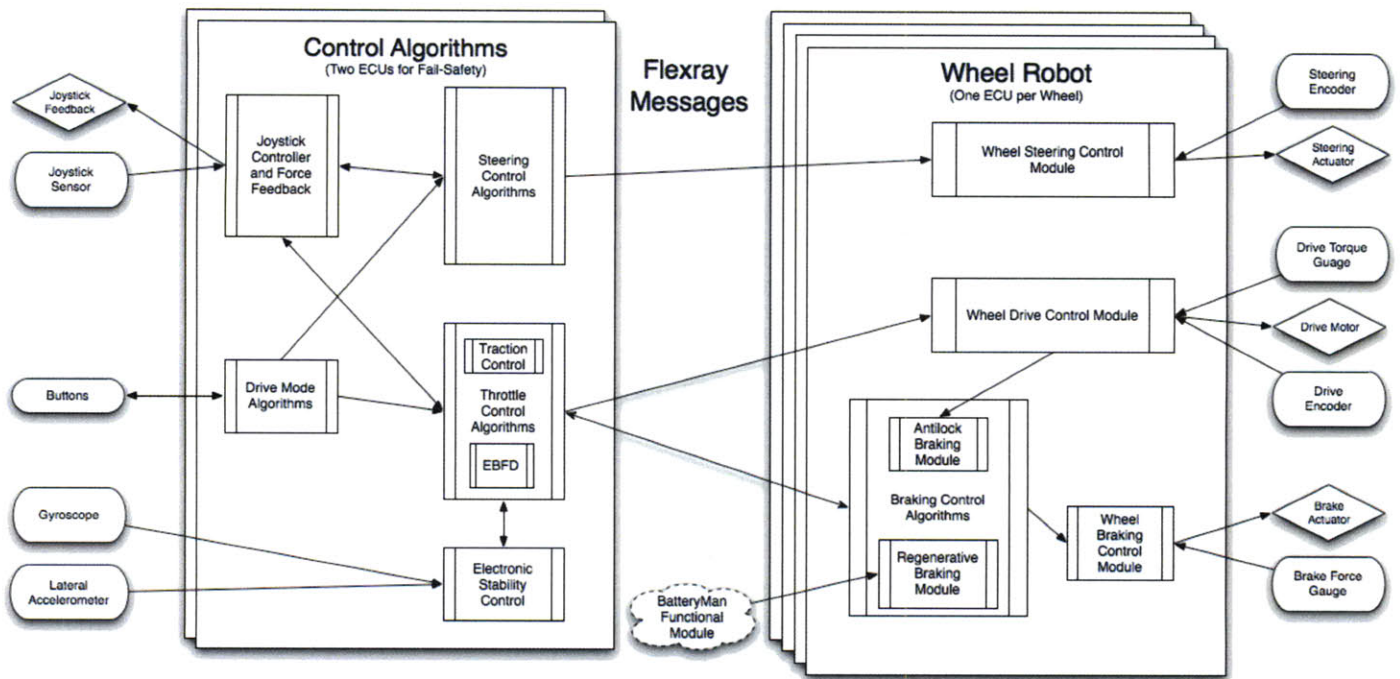 Control Algorithms
(Two ECUs for Fail-Safety)
Joystick
Feedback
Joystick
Sensor
Joystick
Controller
and Force
Feedback
Steering
Control
Algorithms
Buttons
Drive Mode
Algorithms
Traction
Control
Throttle
Control
Algorithms
EBFD
Gyroscope
Lateral
Accelerometer
Electronic
Stability
Control
Flexray
Messages
BatteryMan
Functional
Module
Wheel Robot
(One ECU per Wheel)
Wheel Steering Control
Module
Steering
Encoder
Steering
Actuator
Wheel Drive Control Module
Drive Torque
Guage
Drive Motor
Drive
Encoder
Antilock
Braking
Module
Braking Control
Algorithms
Regenerative
Braking Module
Wheel
Braking
Control
Module
Brake
Actuator
Brake Force
Gauge